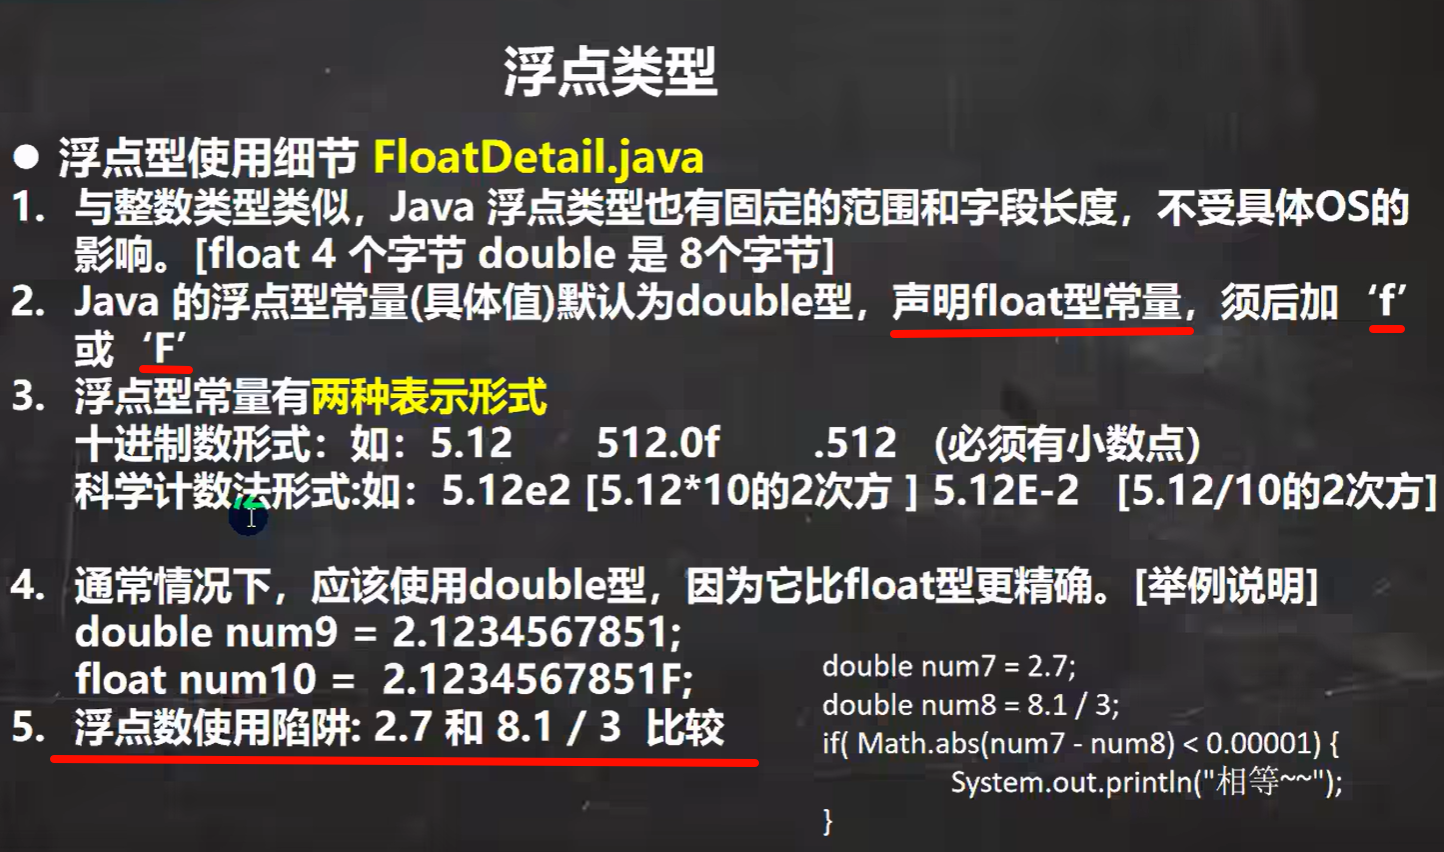 浮点类型
● 浮点型使用细节 FloatDetail.java
1. 与整数类型类似，Java 浮点类型也有固定的范围和字段长度，不受具体OS的
影响。[float 4 个字节 double 是 8个字节]
2. Java 的浮点型常量(具体值)默认为double型，声明float型常量，须后加 ‘f’
或 ‘F’
3. 浮点型常量有两种表示形式
十进制数形式：如：5.12 512.0f .512 (必须有小数点）
科学计数法形式:如：5.12e2 [5.12*10的2次方 ] 5.12E-2 [5.12/10的2次方]
4. 通常情况下，应该使用double型，因为它比float型更精确。[举例说明]
double num9 = 2.1234567851;
float num10 = 2.1234567851F;
5. 浮点数使用陷阱: 2.7 和 8.1 / 3 比较
double num7 = 2.7;
double num8 = 8.1 / 3;
if( Math.abs(num7 - num8) < 0.00001) {
System.out.println("相等~~");
}